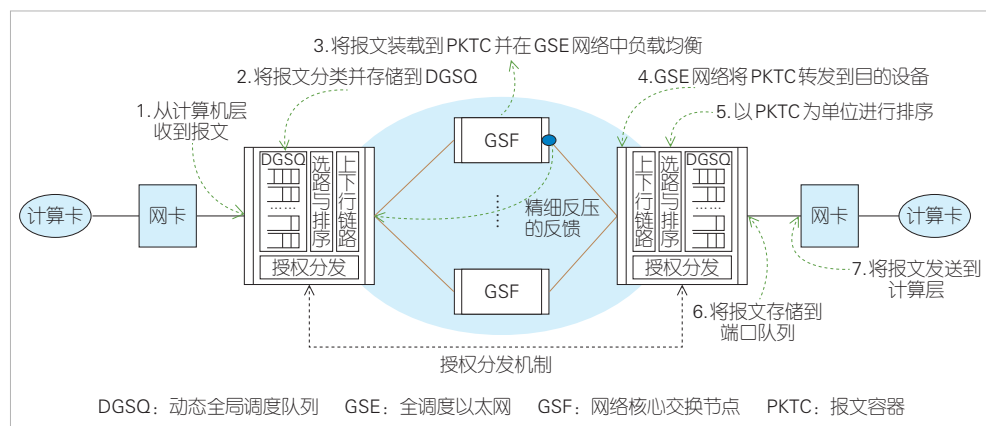 3.将报文装载到PKTC并在GSE网络中负载均衡
2.将报文分类并存储到DGSQ
4.GSE网络将PKTC转发到目的设备
1.从计算机层
收到报文
5.以PKTC为单位进行排序
计算卡
网卡
DGSQ
......
选路与排序
上下行链路
授权分发
GSF
......
GSF
精细反压
的反馈
上下行链路
选路与排序
DGSQ
......
授权分发
网卡
计算卡
7.将报文发送到
计算层
6.将报文存储到
端口队列
授权分发机制
DGSQ：动态全局调度队列 GSE：全调度以太网 GSF：网络核心交换节点 PKTC：报文容器